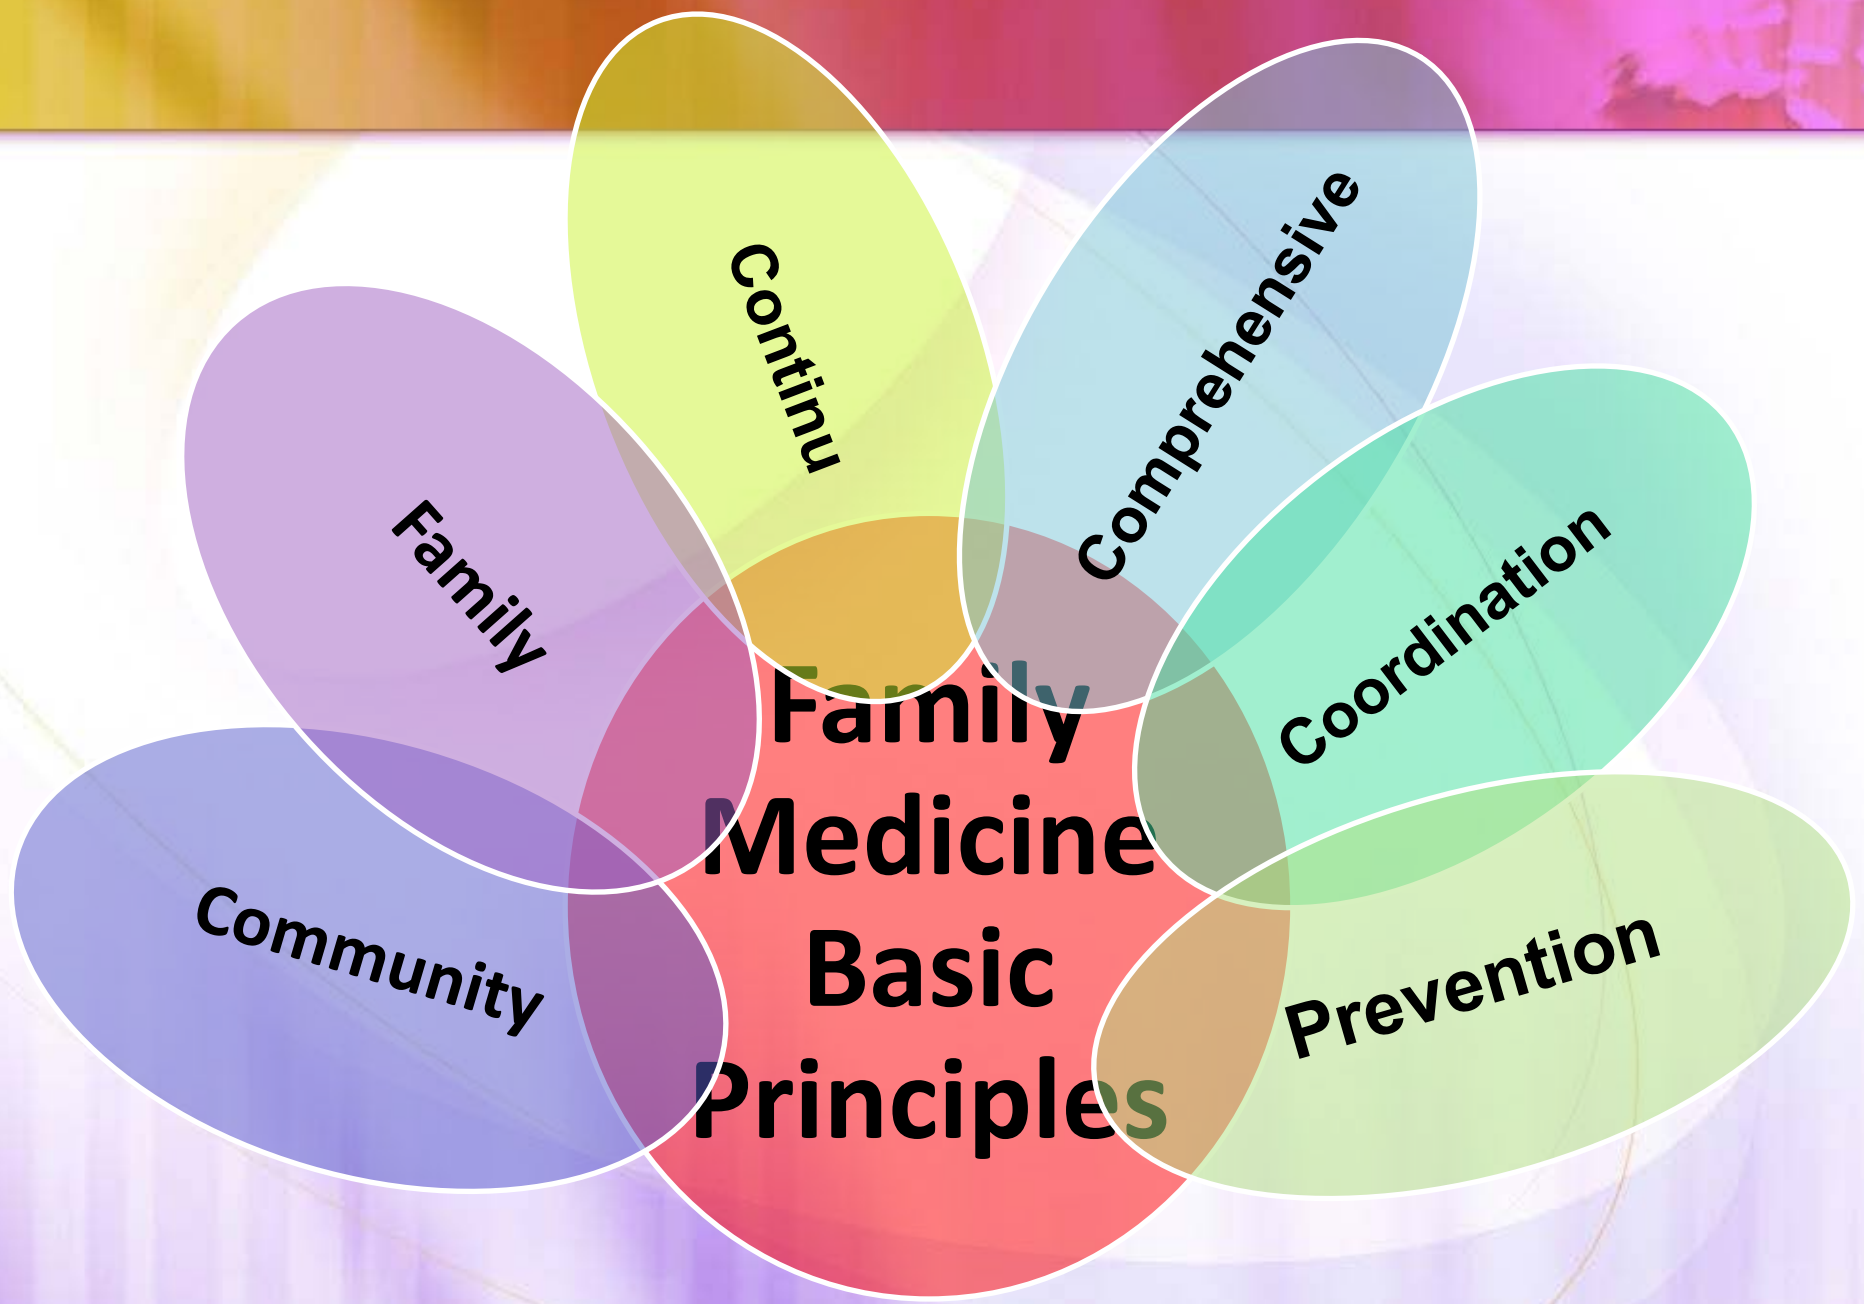 Continu
Comprehensive
Family
Coordination
Community
Prevention
Family
Medicine
Basic
Principles